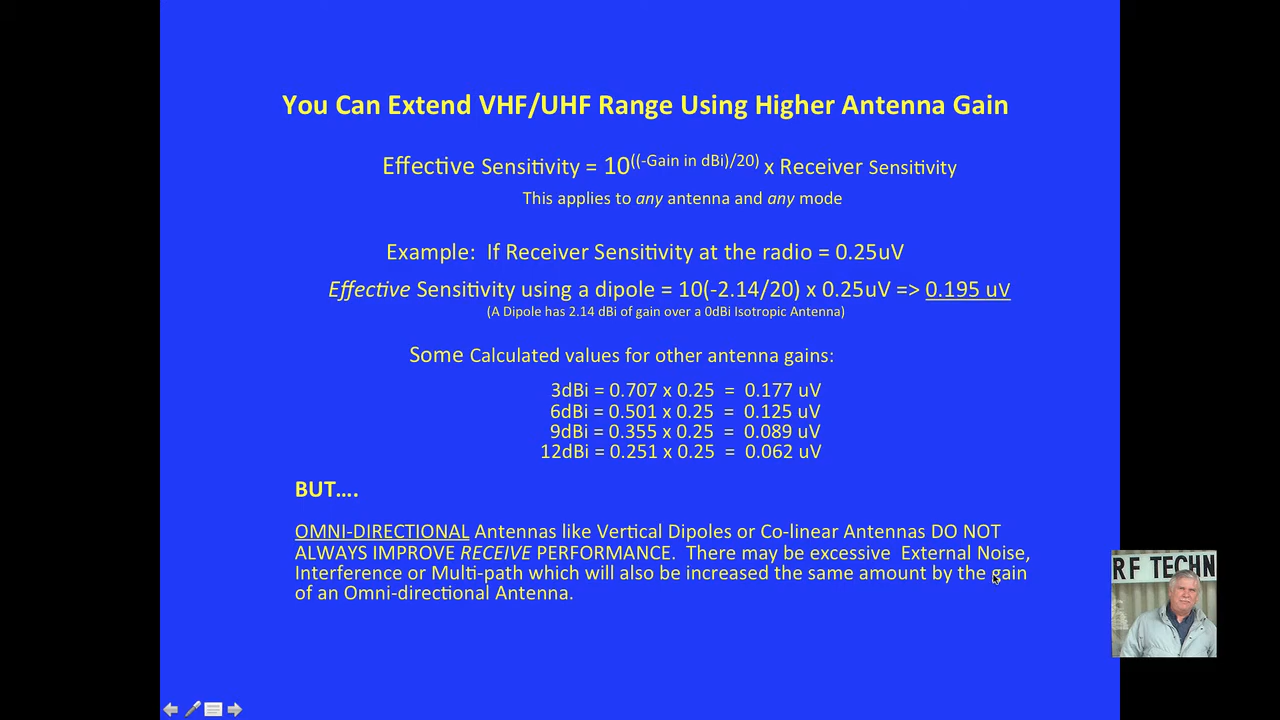 You Can Extend VHF/UHF Range Using Higher Antenna Gain
Effective Sensitivity = 10((-Gain in dBi)/20) x Receiver Sensitivity
This applies to any antenna and any mode
Example: If Receiver Sensitivity at the radio = 0.25uV
Effective Sensitivity using a dipole = 10(-2.14/20) x 0.25uV => 0.195 uV
(A Dipole has 2.14 dBi of gain over a 0dBi Isotropic Antenna)
Some Calculated values for other antenna gains:
3dBi = 0.707 x 0.25 = 0.177 uV
6dBi = 0.501 x 0.25 = 0.125 uV
9dBi = 0.355 x 0.25 = 0.089 uV
12dBi = 0.251 x 0.25 = 0.062 uV
BUT....
OMNI-DIRECTIONAL Antennas like Vertical Dipoles or Co-linear Antennas DO NOT
ALWAYS IMPROVE RECEIVE PERFORMANCE. There may be excessive External Noise,
Interference or Multi-path which will also be increased the same amount by the gain
of an Omni-directional Antenna.
RF TECHN